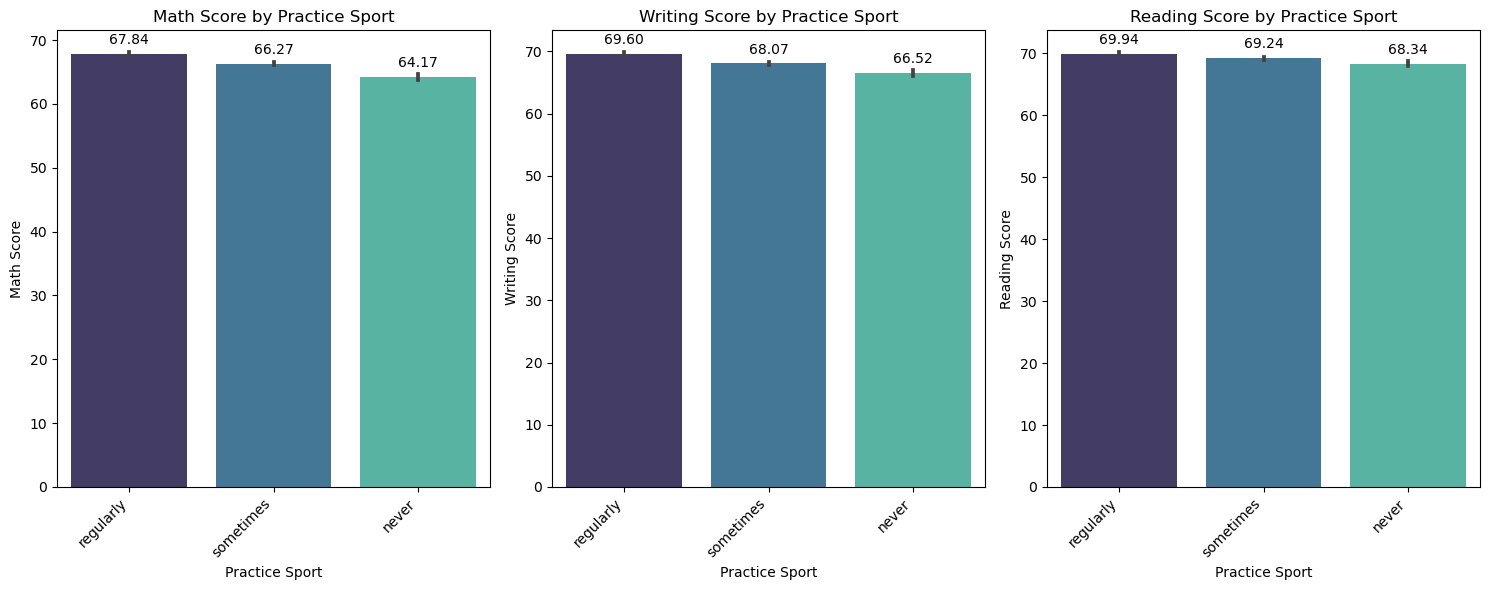 Math Score by Practice Sport
67.84
66.27
64.17
70
60
50
40
30
20
10
0
Math Score
regularly
sometimes
never
Practice Sport
Writing Score by Practice Sport
69.60
68.07
66.52
70
60
50
40
30
20
10
0
Writing Score
regularly
sometimes
never
Practice Sport
Reading Score by Practice Sport
69.94
69.24
68.34
70
60
50
40
30
20
10
0
Reading Score
regularly
sometimes
never
Practice Sport